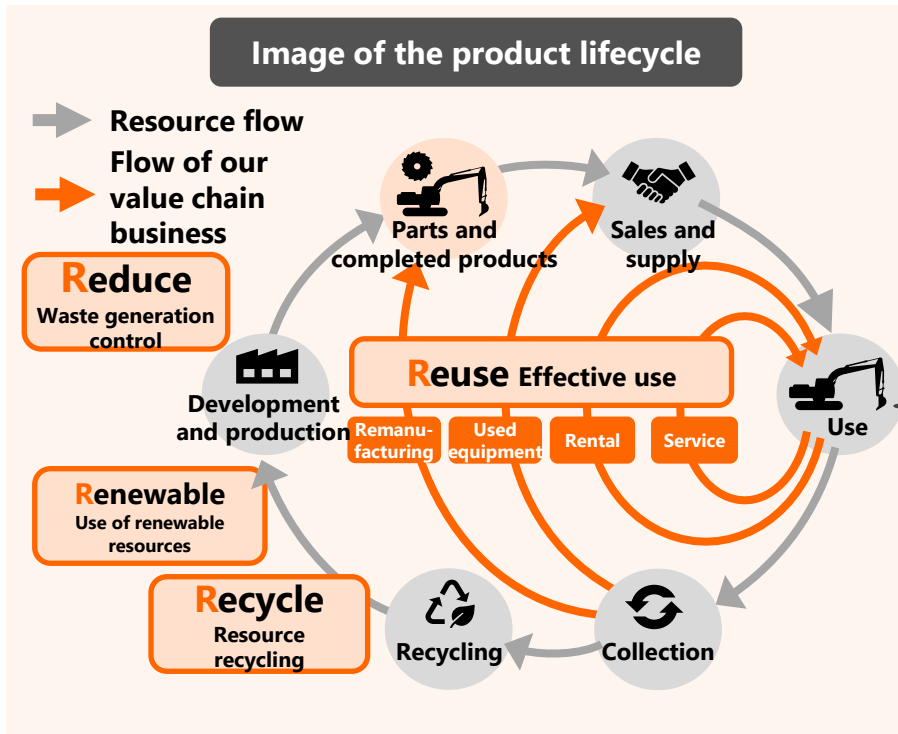 Image of the product lifecycle
Resource flow
Flow of our
value chain
business
Parts and
completed products
Sales and
supply
Reduce
Waste generation
control
Reuse Effective use
Development
and production
Use
Remanu-
facturing
Used
equipment
Rental
Service
Renewable
Use of renewable
resources
Recycle
Resource
recycling
Recycling
Collection